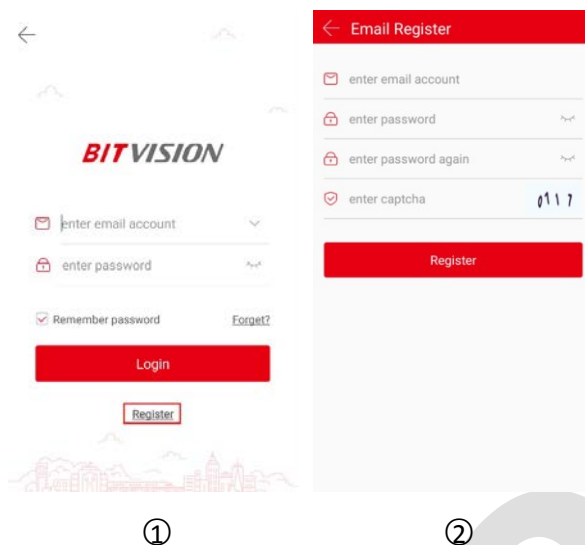 BITVISION
enter email account
enter password
Remember password Forget?
Login
Register
①
Email Register
enter email account
enter password
enter password again
enter captcha 0917
Register
②